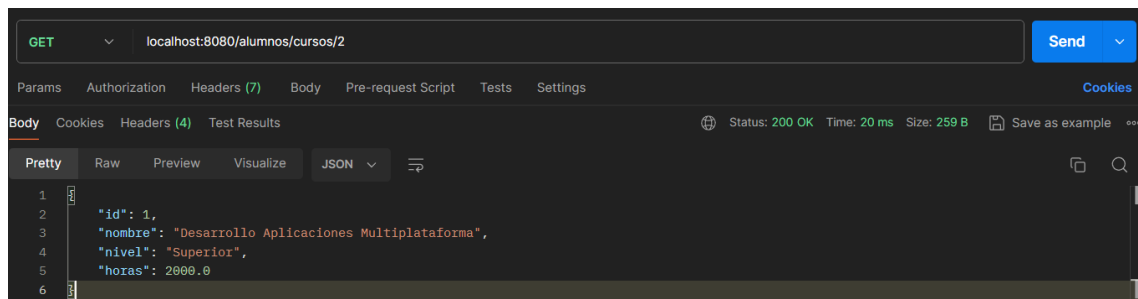 GET localhost:8080/alumnos/cursos/2 Send
Params Authorization Headers (7) Body Pre-request Script Tests Settings Cookies
Body Cookies Headers (4) Test Results Status: 200 OK Time: 20 ms Size: 259 B Save as example
Pretty Raw Preview Visualize JSON
1 {
2 "id": 1,
3 "nombre": "Desarrollo Aplicaciones Multiplataforma",
4 "nivel": "Superior",
5 "horas": 2000.0
6 }